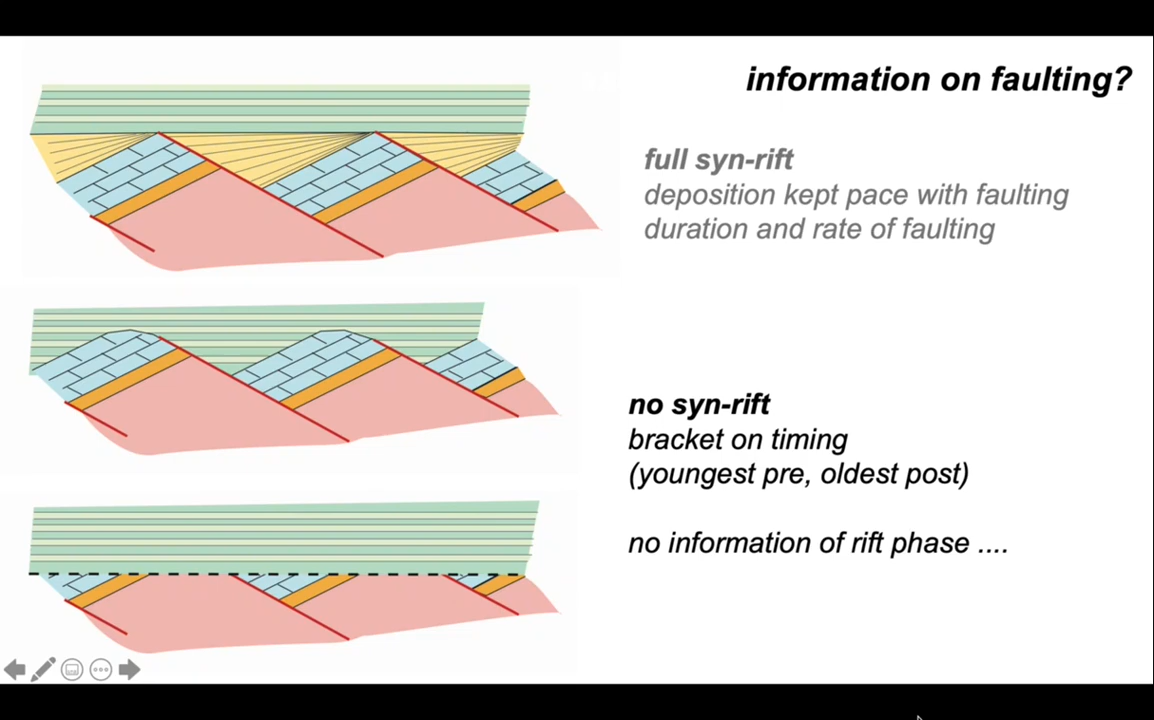 information on faulting?
full syn-rift
deposition kept pace with faulting
duration and rate of faulting
no syn-rift
bracket on timing
(youngest pre, oldest post)
no information of rift phase ....